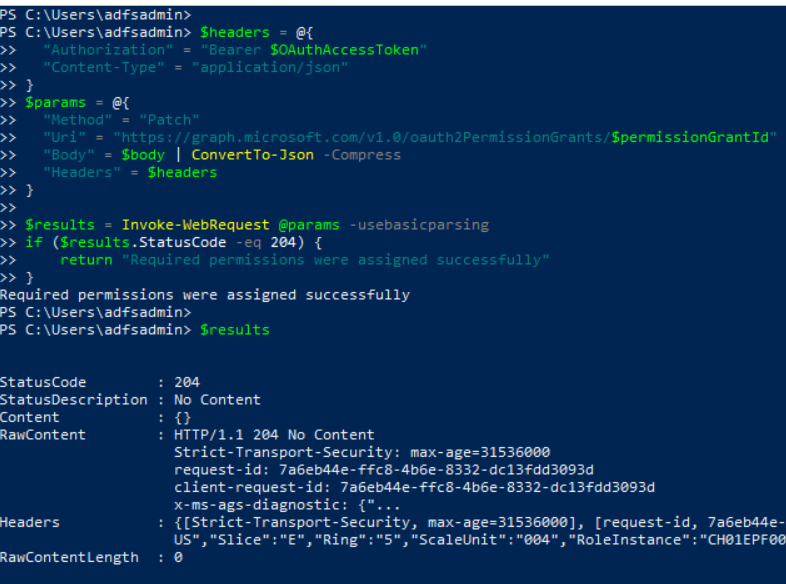 PS C:\Users\adfsadmin>
PS C:\Users\adfsadmin> $headers = @{
>>   "Authorization" = "Bearer $OAuthAccessToken"
>>   "Content-Type" = "application/json"
>> }
>> $params = @{
>>   "Method" = "Patch"
>>   "Uri" = "https://graph.microsoft.com/v1.0/oauth2PermissionGrants/$permissionGrantId"
>>   "Body" = $body | ConvertTo-Json -Compress
>>   "Headers" = $headers
>> }
>>
>> $results = Invoke-WebRequest @params -usebasicparsing
>> if ($results.StatusCode -eq 204) {
>>     return "Required permissions were assigned successfully"
>> }
Required permissions were assigned successfully
PS C:\Users\adfsadmin>
PS C:\Users\adfsadmin> $results
StatusCode        : 204
StatusDescription : No Content
Content           : {}
RawContent        : HTTP/1.1 204 No Content
                    Strict-Transport-Security: max-age=31536000
                    request-id: 7a6eb44e-ffc8-4b6e-8332-dc13fdd3093d
                    client-request-id: 7a6eb44e-ffc8-4b6e-8332-dc13fdd3093d
                    x-ms-ags-diagnostic: {"...
Headers           : {[Strict-Transport-Security, max-age=31536000], [request-id, 7a6eb44e-
                    US","Slice":"E","Ring":"5","ScaleUnit":"004","RoleInstance":"CH01EPF00
RawContentLength  : 0